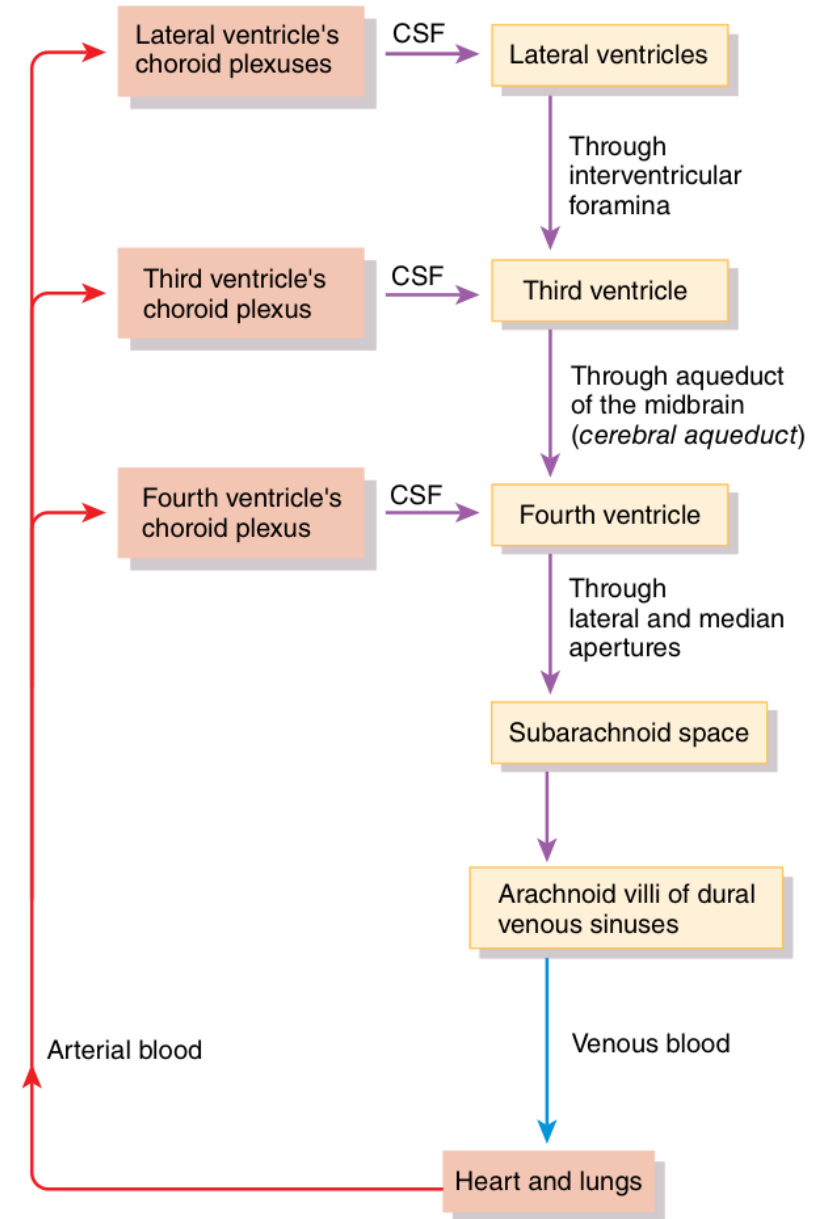 Lateral ventricle's
choroid plexuses
CSF
Lateral ventricles
Through
interventricular
foramina
Third ventricle's
choroid plexus
CSF
Third ventricle
Through aqueduct
of the midbrain
(cerebral aqueduct)
Fourth ventricle's
choroid plexus
CSF
Fourth ventricle
Through
lateral and median
apertures
Subarachnoid space
Arachnoid villi of dural
venous sinuses
Arterial blood
Venous blood
Heart and lungs